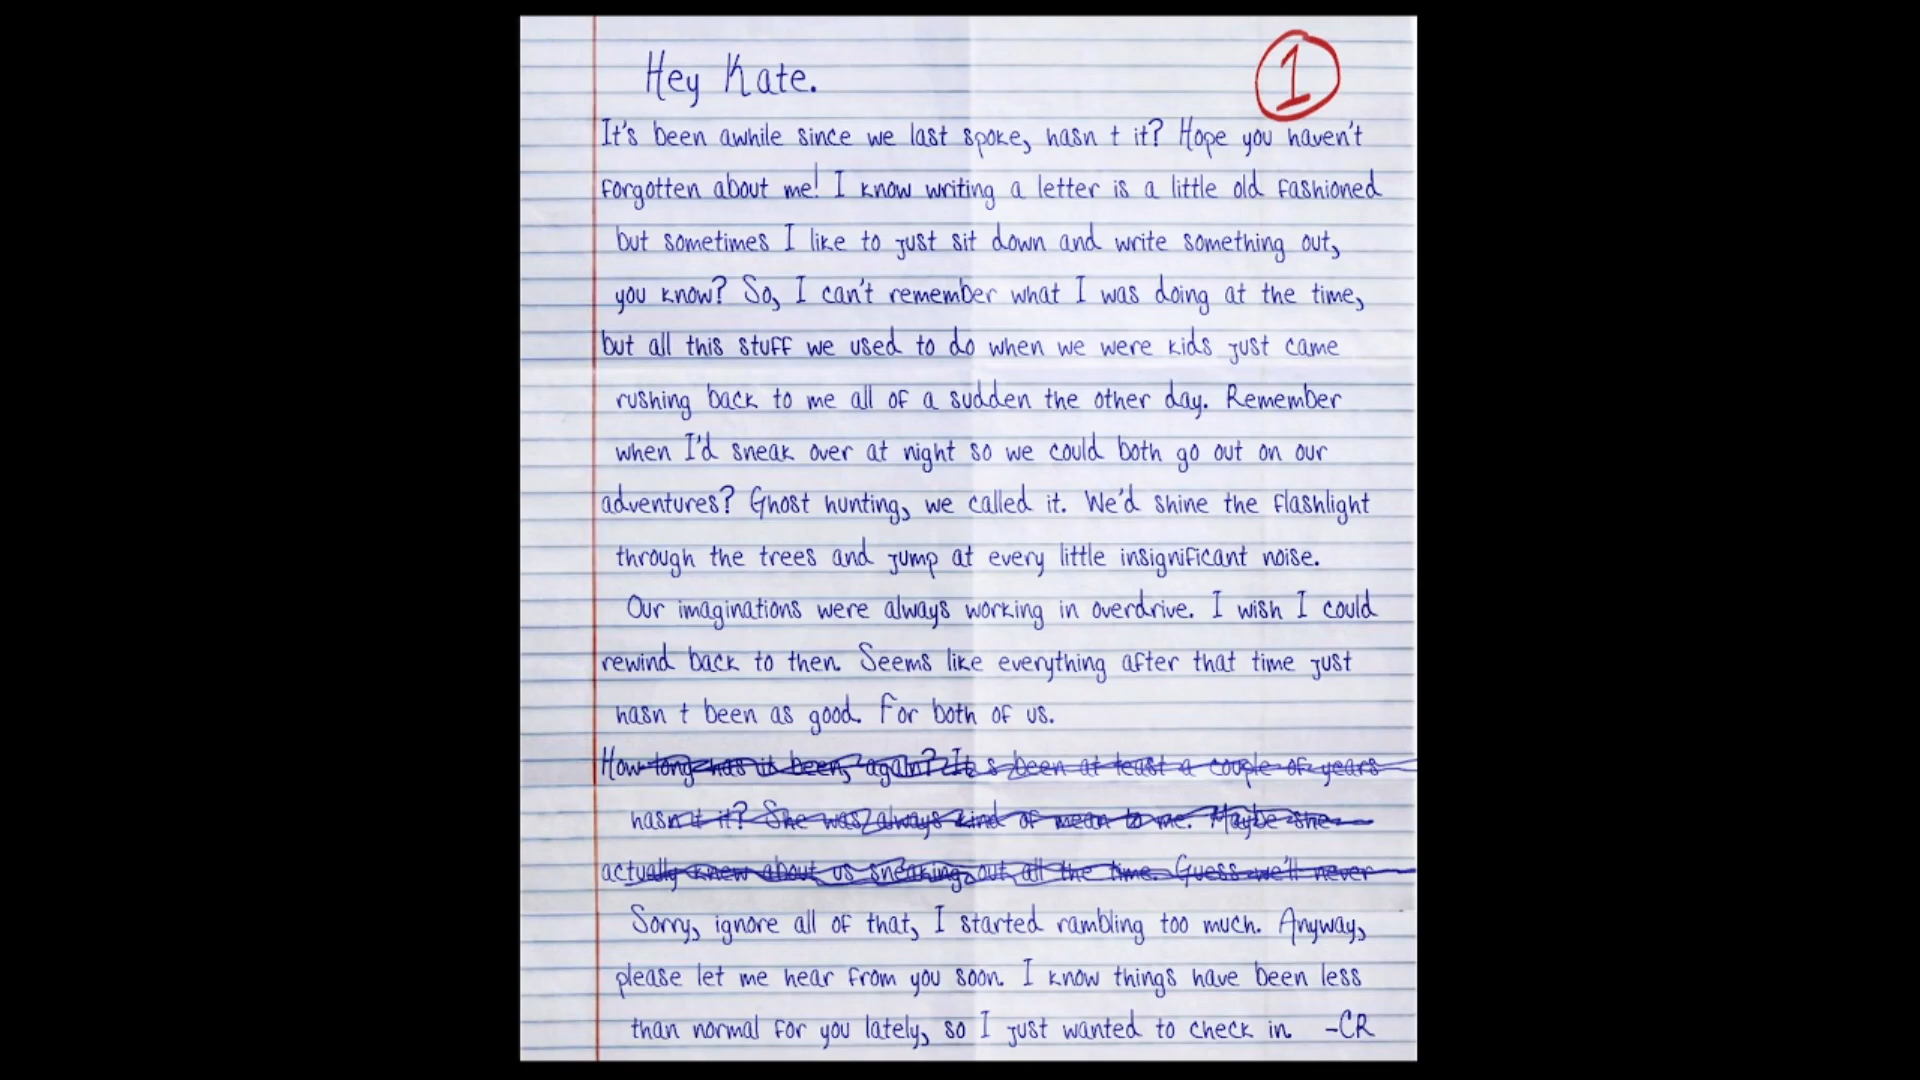 Hey Kate.
1
It's been awhile since we last spoke, hasn t it? Hope you haven't
forgotten about me! I know writing a letter is a little old fashioned
but sometimes I like to just sit down and write something out,
you know? So, I can't remember what I was doing at the time,
but all this stuff we used to do when we were kids just came
rushing back to me all of a sudden the other day. Remember
when I'd sneak over at night so we could both go out on our
adventures? Ghost hunting, we called it. We'd shine the flashlight
through the trees and jump at every little insignificant noise.
Our imaginations were always working in overdrive. I wish I could
rewind back to then. Seems like everything after that time just
hasn t been as good. For both of us.
How long has it been, again? It s been at least a couple of years
hasn t it? She was always kind of mean to me. Maybe she
actually knew about us sneaking out all the time. Guess we'll never
Sorry, ignore all of that, I started rambling too much. Anyway,
please let me hear from you soon. I know things have been less
than normal for you lately, so I just wanted to check in. -CR